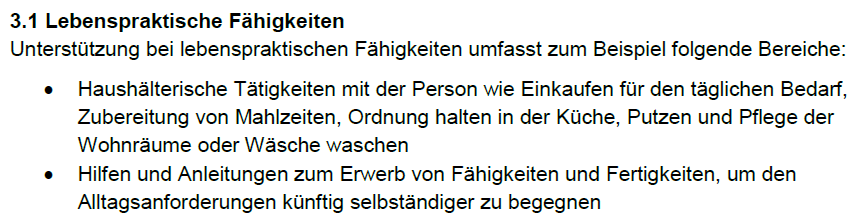 3.1 Lebenspraktische Fähigkeiten
Unterstützung bei lebenspraktischen Fähigkeiten umfasst zum Beispiel folgende Bereiche:
• Haushälterische Tätigkeiten mit der Person wie Einkaufen für den täglichen Bedarf,
Zubereitung von Mahlzeiten, Ordnung halten in der Küche, Putzen und Pflege der
Wohnräume oder Wäsche waschen
• Hilfen und Anleitungen zum Erwerb von Fähigkeiten und Fertigkeiten, um den
Alltagsanforderungen künftig selbständiger zu begegnen